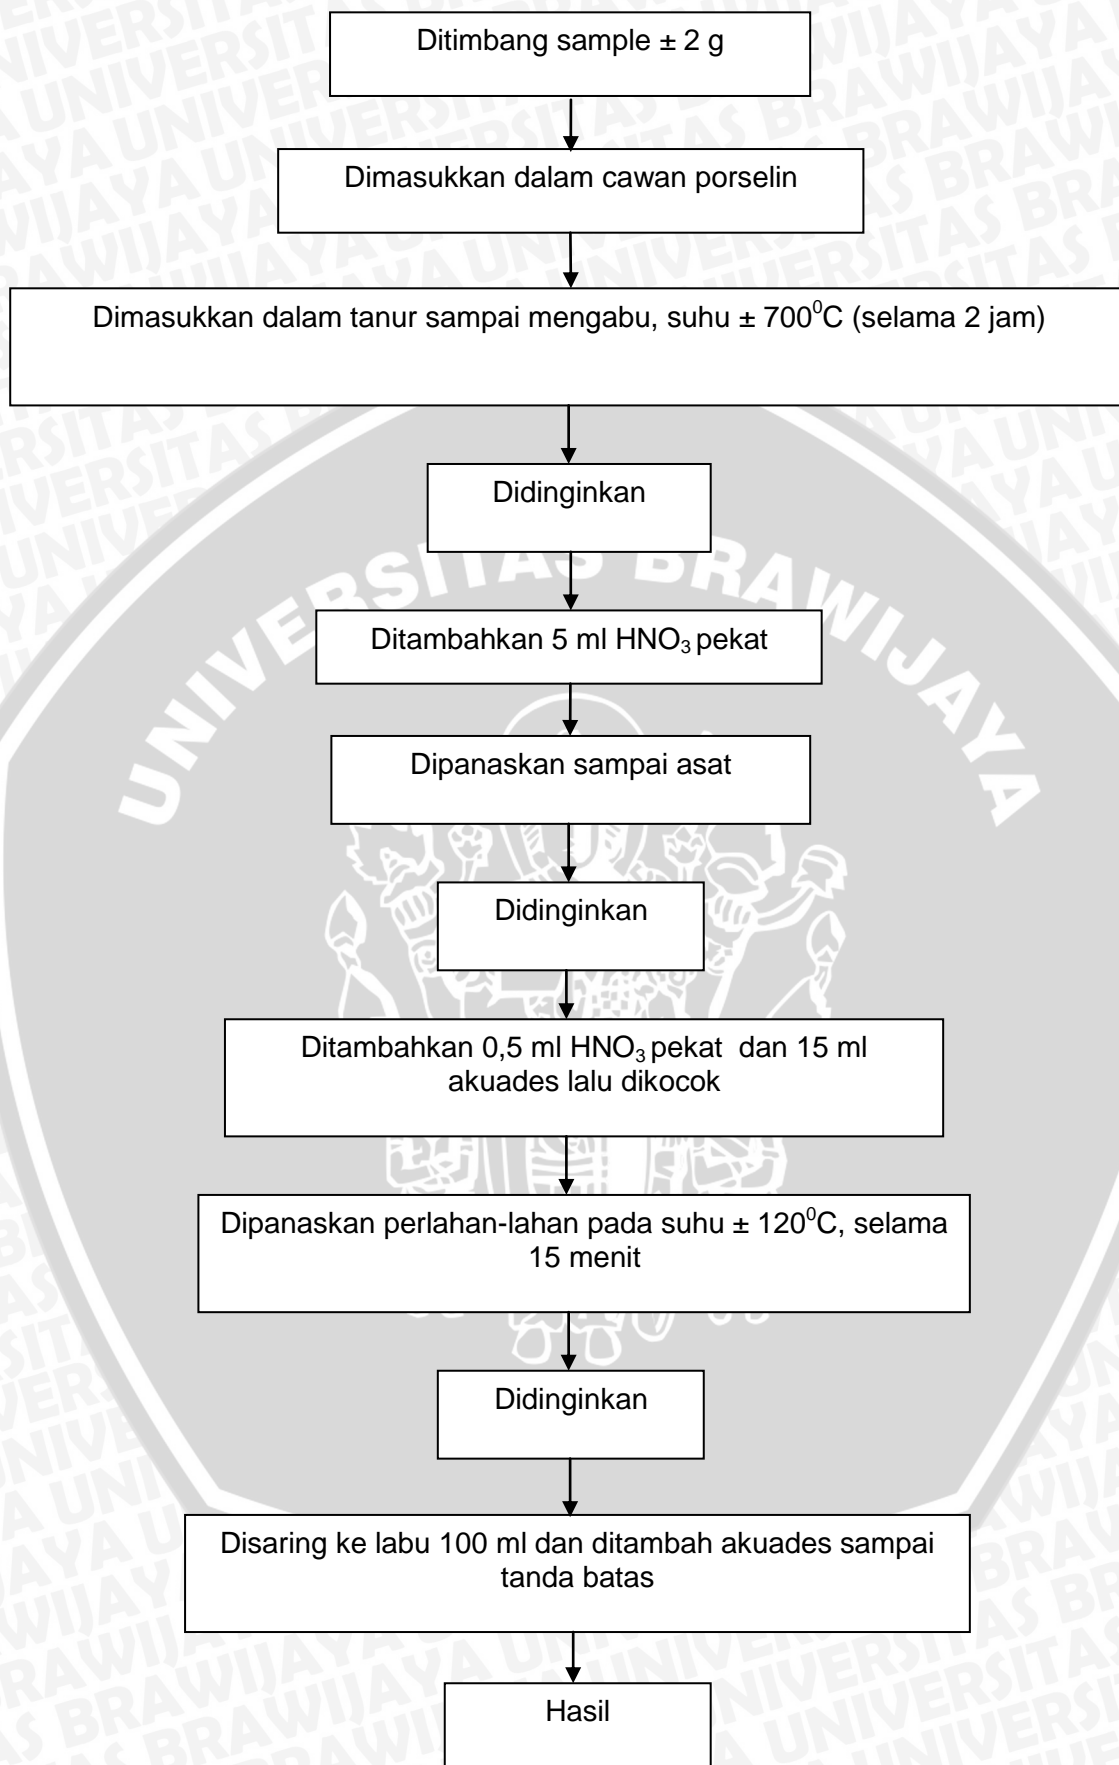 Ditimbang sample ± 2 g
Dimasukkan dalam cawan porselin
Dimasukkan dalam tanur sampai mengabu, suhu ± 700⁰C (selama 2 jam)
Didinginkan
UNIVERSITAS BRAWIJAYA
Ditambahkan 5 ml HNO₃ pekat
Dipanaskan sampai asat
Didinginkan
Ditambahkan 0,5 ml HNO₃ pekat dan 15 ml
akuades lalu dikocok
Dipanaskan perlahan-lahan pada suhu ± 120⁰C, selama
15 menit
Didinginkan
Disaring ke labu 100 ml dan ditambah akuades sampai
tanda batas
Hasil